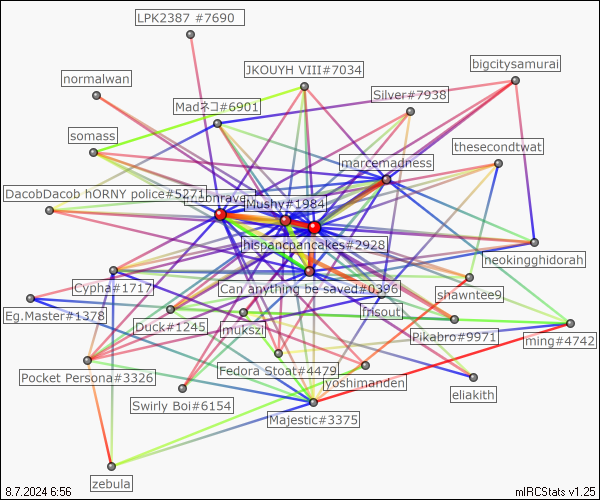 LPK2387 #7690
bigcitysamurai
JKOUYH VIII#7034
normalwan
Silver#7938
Madネコ#6901
somass
thesecondtwat
marcemadness
DacobDacob hORNY police#5271
Mushy#1984
hispancpancakes#2928
neokingghidorah
Cypha#1717
Can anything be saved#0396
shawntee9
Eg.Master#1378
frisout
Duck#1245
mukszi
Pikabro#9971
ming#4742
Pocket Persona#3326
Fedora Stoat#4479
yoshimanden
eliakith
Swirly Boi#6154
Majestic#3375
zebula
8.7.2024 6:56
mIRCStats v1.25